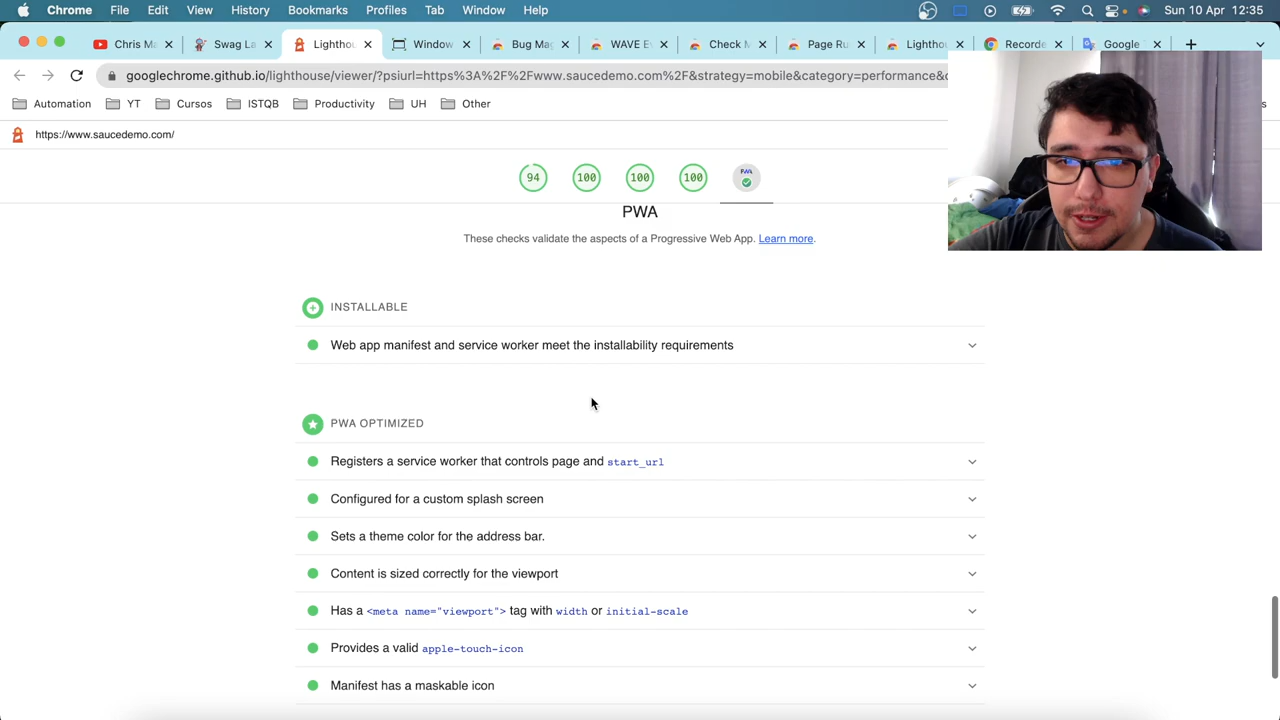 Chrome File Edit View History Bookmarks Profiles Tab Window Help Sun 10 Apr 12:35
Chris Ma Swag La Lighthou Window Bug Mag WAVE Ev Check M Page Ru Lighthou Recorde Google
googlechrome.github.io/lighthouse/viewer/?psiurl=https%3A%2F%2Fwww.saucedemo.com%2F&strategy=mobile&category=performance&c
Automation YT Cursos ISTQB Productivity UH Other
https://www.saucedemo.com/
94 100 100 100 PWA
PWA
These checks validate the aspects of a Progressive Web App. Learn more.
INSTALLABLE
Web app manifest and service worker meet the installability requirements
PWA OPTIMIZED
Registers a service worker that controls page and start_url
Configured for a custom splash screen
Sets a theme color for the address bar.
Content is sized correctly for the viewport
Has a <meta name="viewport"> tag with width or initial-scale
Provides a valid apple-touch-icon
Manifest has a maskable icon